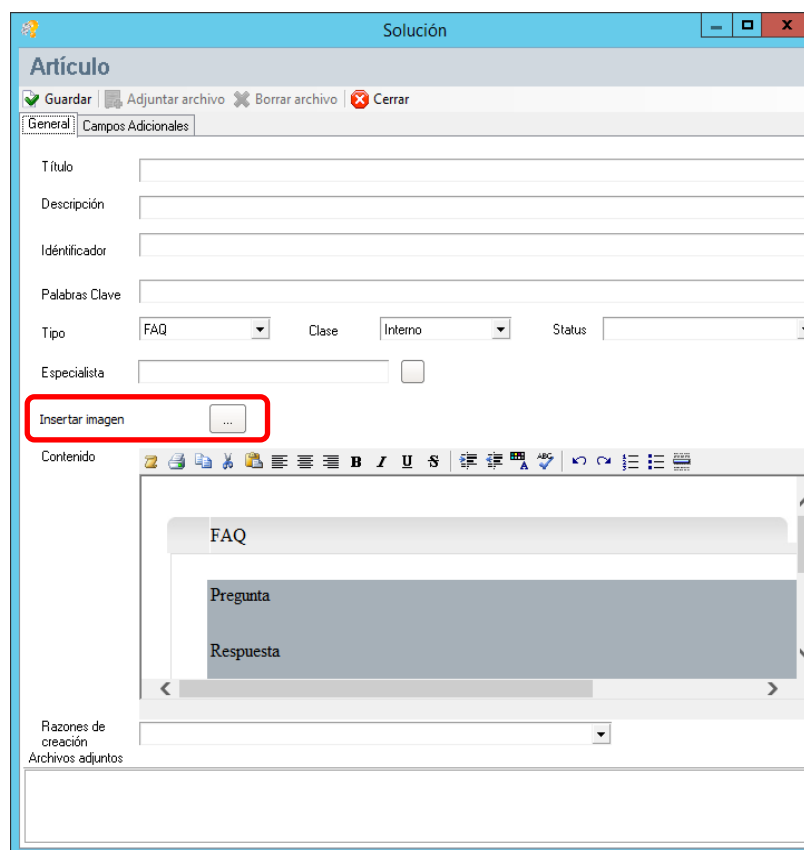 Solución
Artículo
Guardar Adjuntar archivo Borrar archivo Cerrar
General Campos Adicionales
Título
Descripción
Idéntificador
Palabras Clave
Tipo FAQ Clase Interno Status
Especialista
Insertar imagen ...
Contenido B I U S A ABC
FAQ
Pregunta
Respuesta
Razones de
creación
Archivos adjuntos